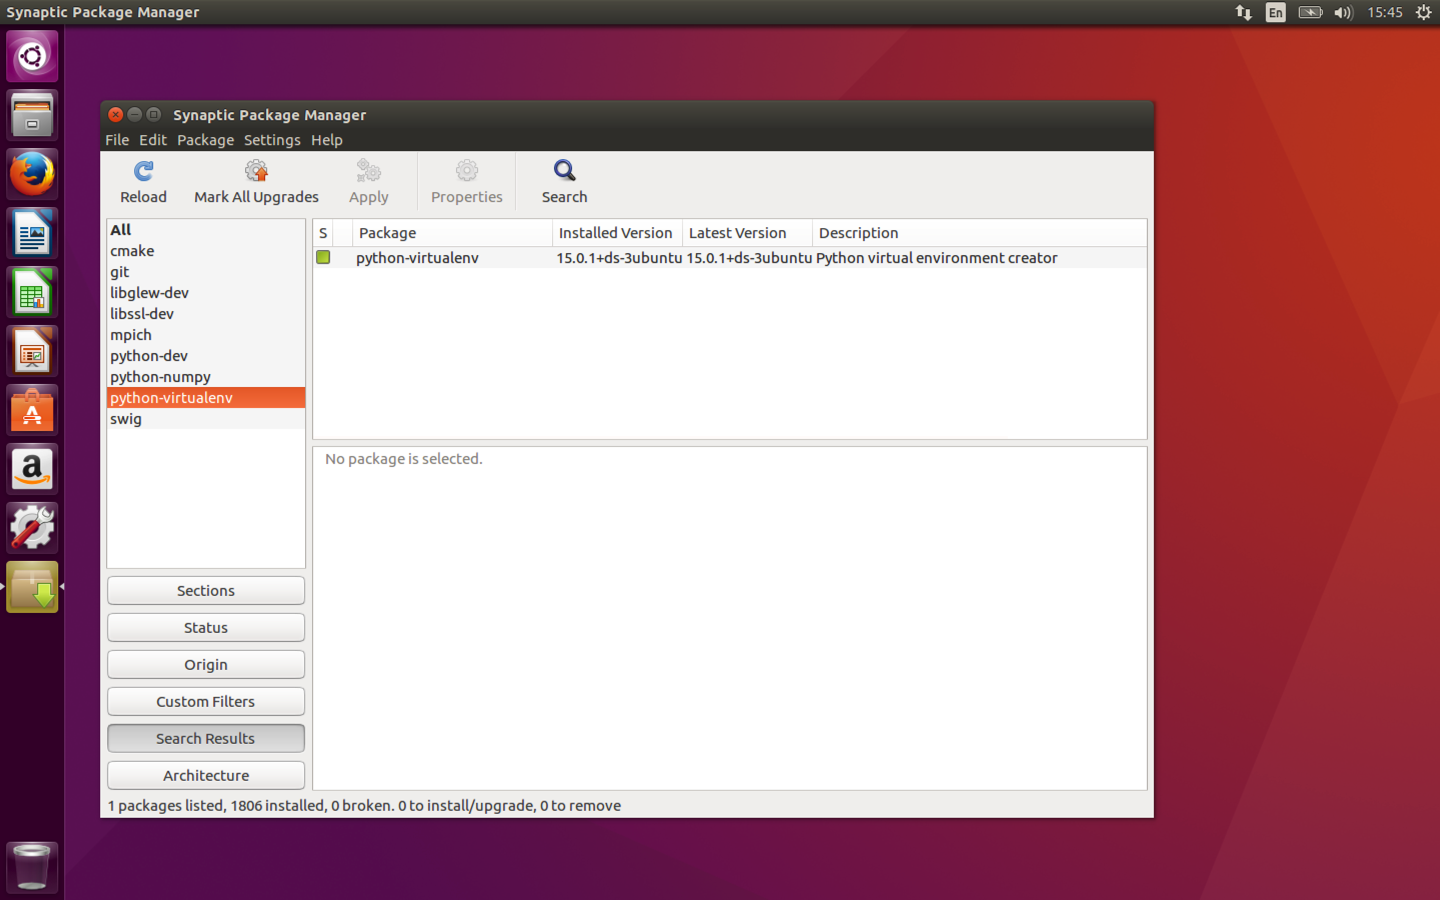 Synaptic Package Manager
En
15:45
Synaptic Package Manager
File Edit Package Settings Help
Reload Mark All Upgrades Apply Properties Search
All
cmake
git
libglew-dev
libssl-dev
mpich
python-dev
python-numpy
python-virtualenv
swig
Sections
Status
Origin
Custom Filters
Search Results
Architecture
S Package Installed Version Latest Version Description
python-virtualenv 15.0.1+ds-3ubuntu 15.0.1+ds-3ubuntu Python virtual environment creator
No package is selected.
1 packages listed, 1806 installed, 0 broken. 0 to install/upgrade, 0 to remove